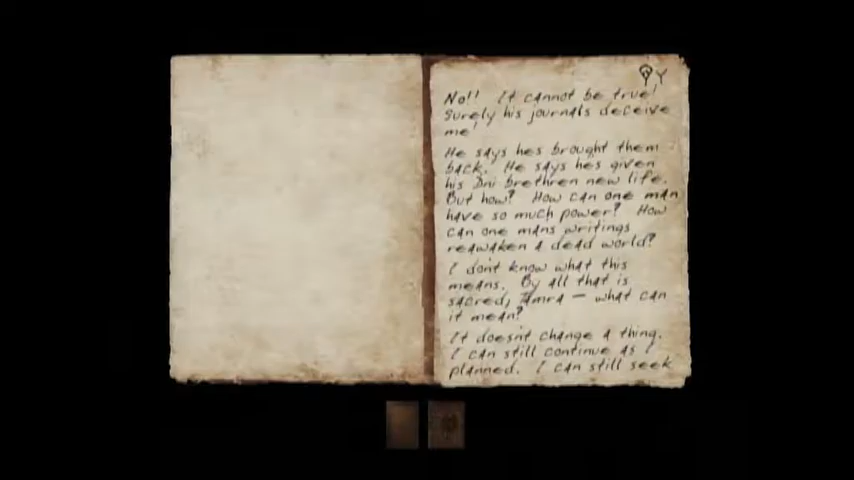 No!! It cannot be true!
Surely his journals deceive
me!
He says hes brought them
back. He says hes given
his Dni brethren new life.
But how? How can one man
have so much power? How
can one mans writings
reawaken a dead world?
I dont know what this
means. By all that is
sacred, Tamra — what can
it mean?
It doesnt change a thing.
I can still continue as I
planned. I can still seek